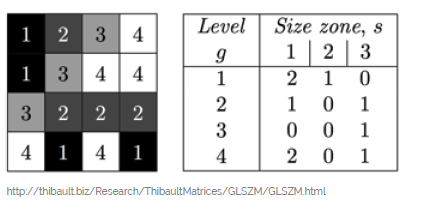 1 2 3 4
1 3 4 4
3 2 2 2
4 1 4 1
Level Size zone, s
g 1 2 3
1 2 1 0
2 1 0 1
3 0 0 1
4 2 0 1
http://thibault.biz/Research/ThibaultMatrices/GLSZM/GLSZM.html